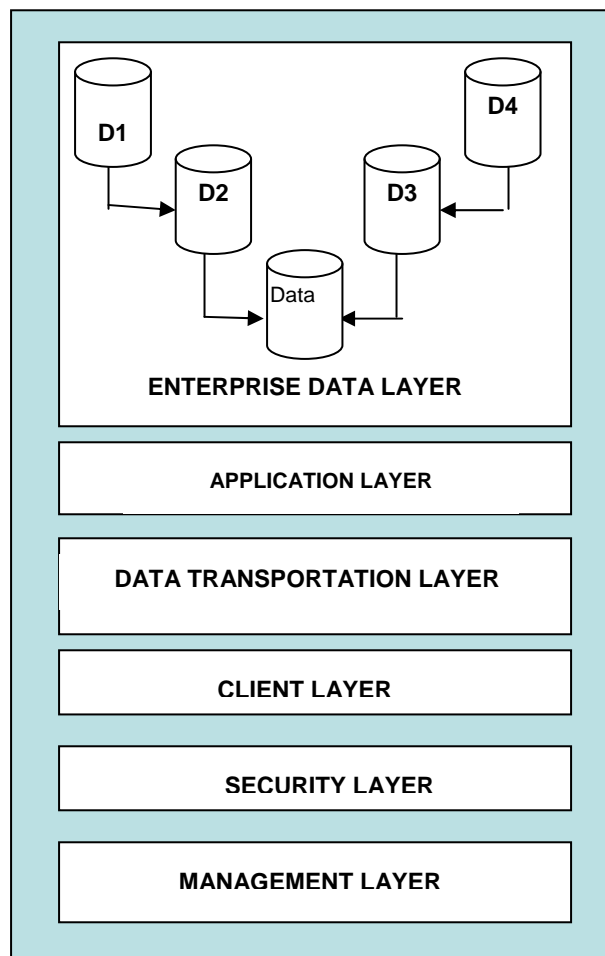 D1
D4
D2
D3
Data
ENTERPRISE DATA LAYER
APPLICATION LAYER
DATA TRANSPORTATION LAYER
CLIENT LAYER
SECURITY LAYER
MANAGEMENT LAYER